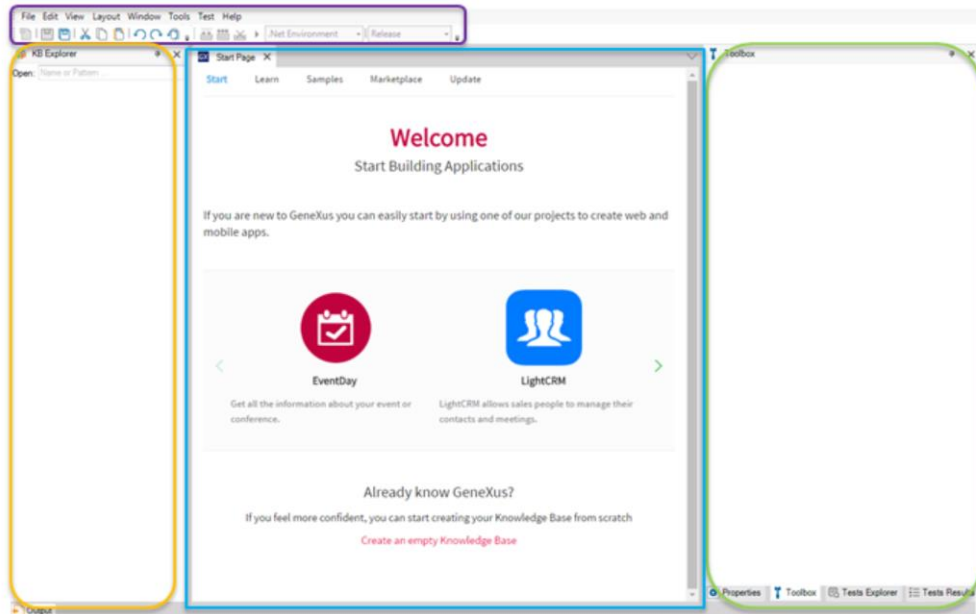 File Edit View Layout Window Tools Test Help
.Net Environment Release
KB Explorer
Open: Name or Pattern ...
Start Page
Start Learn Samples Marketplace Update
Welcome
Start Building Applications
If you are new to GeneXus you can easily start by using one of our projects to create web and
mobile apps.
EventDay
Get all the information about your event or
conference.
LightCRM
LightCRM allows sales people to manage their
contacts and meetings.
Already know GeneXus?
If you feel more confident, you can start creating your Knowledge Base from scratch
Create an empty Knowledge Base
Toolbox
Properties Toolbox Tests Explorer Tests Results
Output